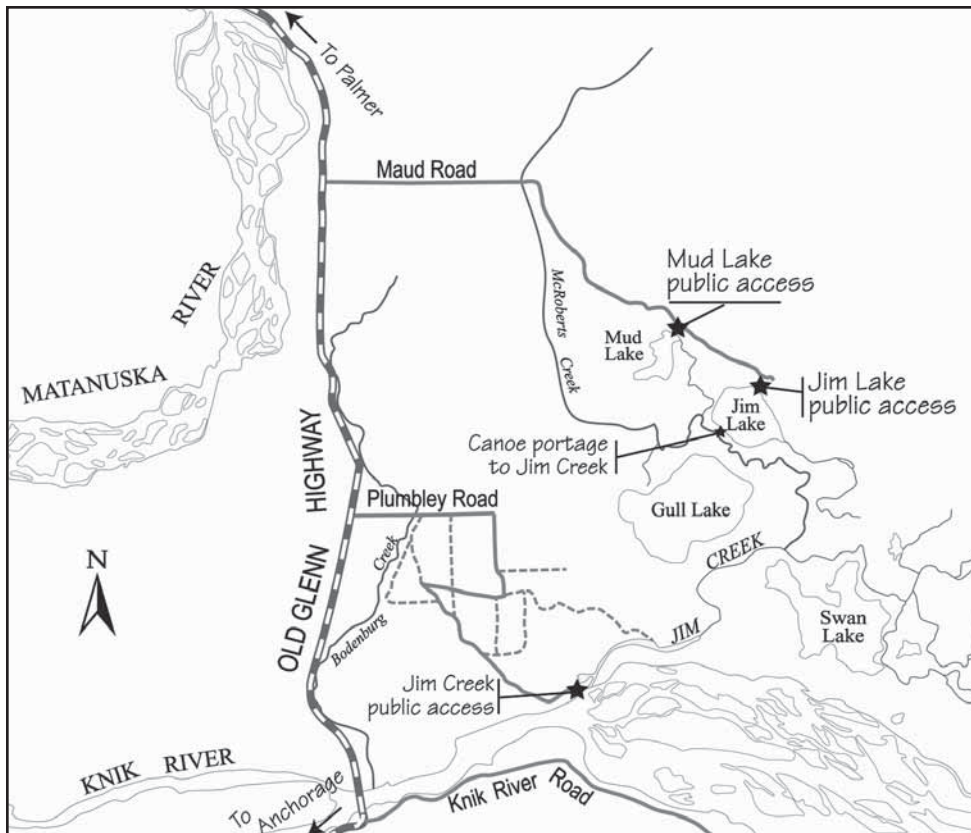 To Palmer
Maud Road
McRoberts
Creek
Mud Lake
public access
Mud
Lake
RIVER
MATANUSKA
Jim Lake
public access
Jim
Lake
Canoe portage
to Jim Creek
HIGHWAY
OLD GLENN
Plumbley Road
Gull Lake
Creek
Bodenburg
CREEK
JIM
N
Swan
Lake
Jim Creek
public access
KNIK RIVER
To
Anchorage
Knik River Road